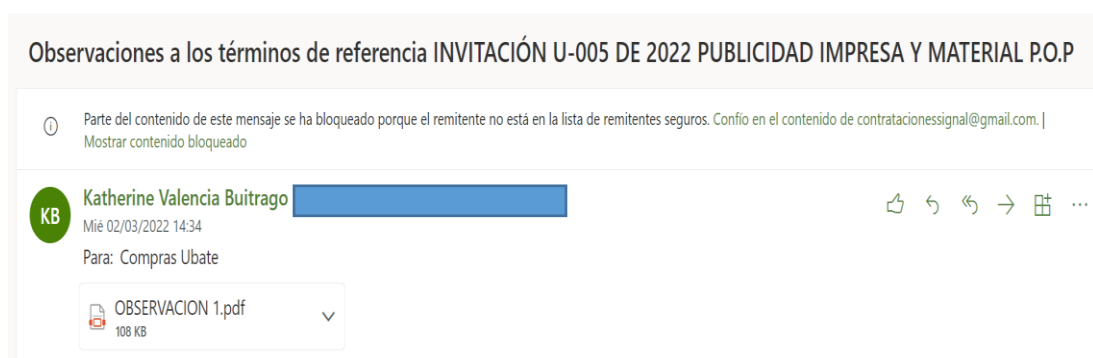 Observaciones a los términos de referencia INVITACIÓN U-005 DE 2022 PUBLICIDAD IMPRESA Y MATERIAL P.O.P
Parte del contenido de este mensaje se ha bloqueado porque el remitente no está en la lista de remitentes seguros. Confío en el contenido de contratacionessignal@gmail.com. |
Mostrar contenido bloqueado
KB
Katherine Valencia Buitrago
Mié 02/03/2022 14:34
Para: Compras Ubate
OBSERVACION 1.pdf
108 KB